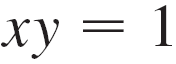 xy = 1